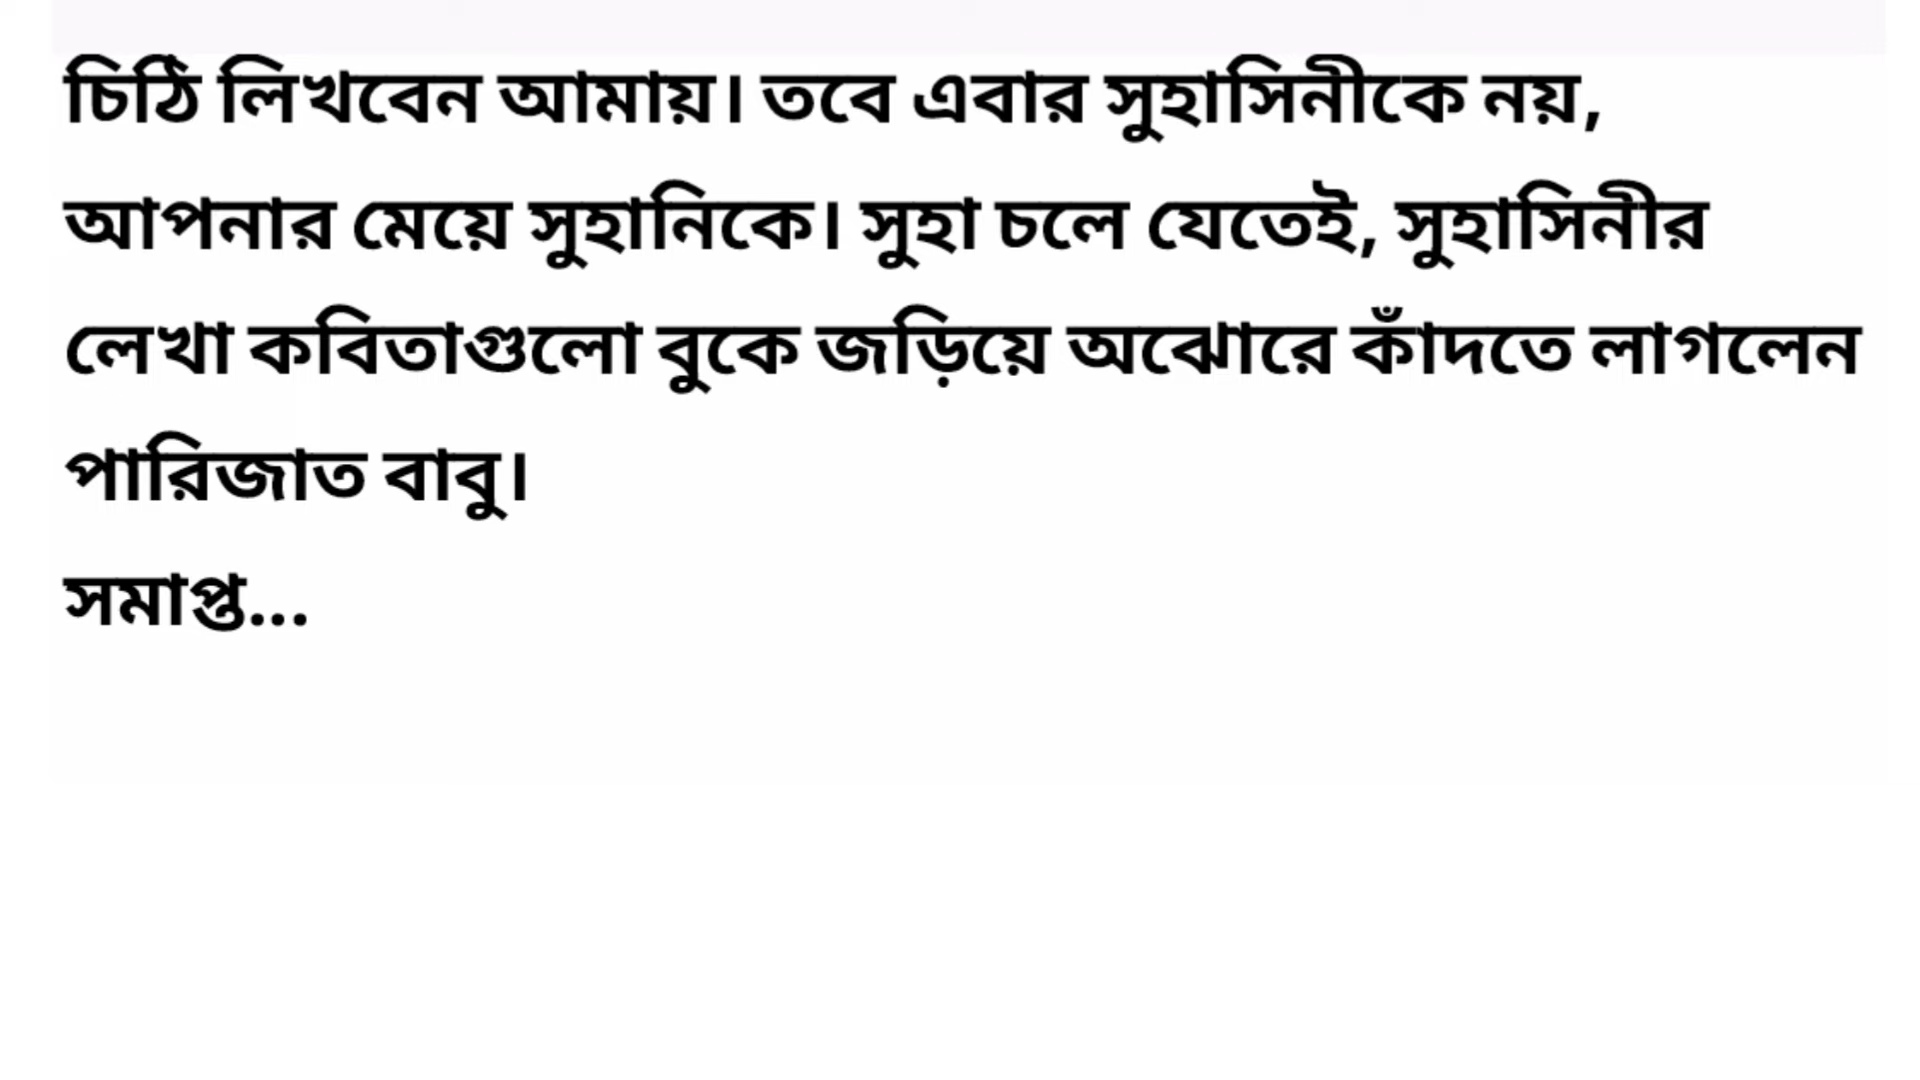 চিঠি লিখবেন আমায়। তবে এবার সুহাসিনীকে নয়,
আপনার মেয়ে সুহানিকে। সুহা চলে যেতেই, সুহাসিনীর
লেখা কবিতাগুলো বুকে জড়িয়ে অঝোরে কাঁদতে লাগলেন
পারিজাত বাবু।
সমাপ্ত...